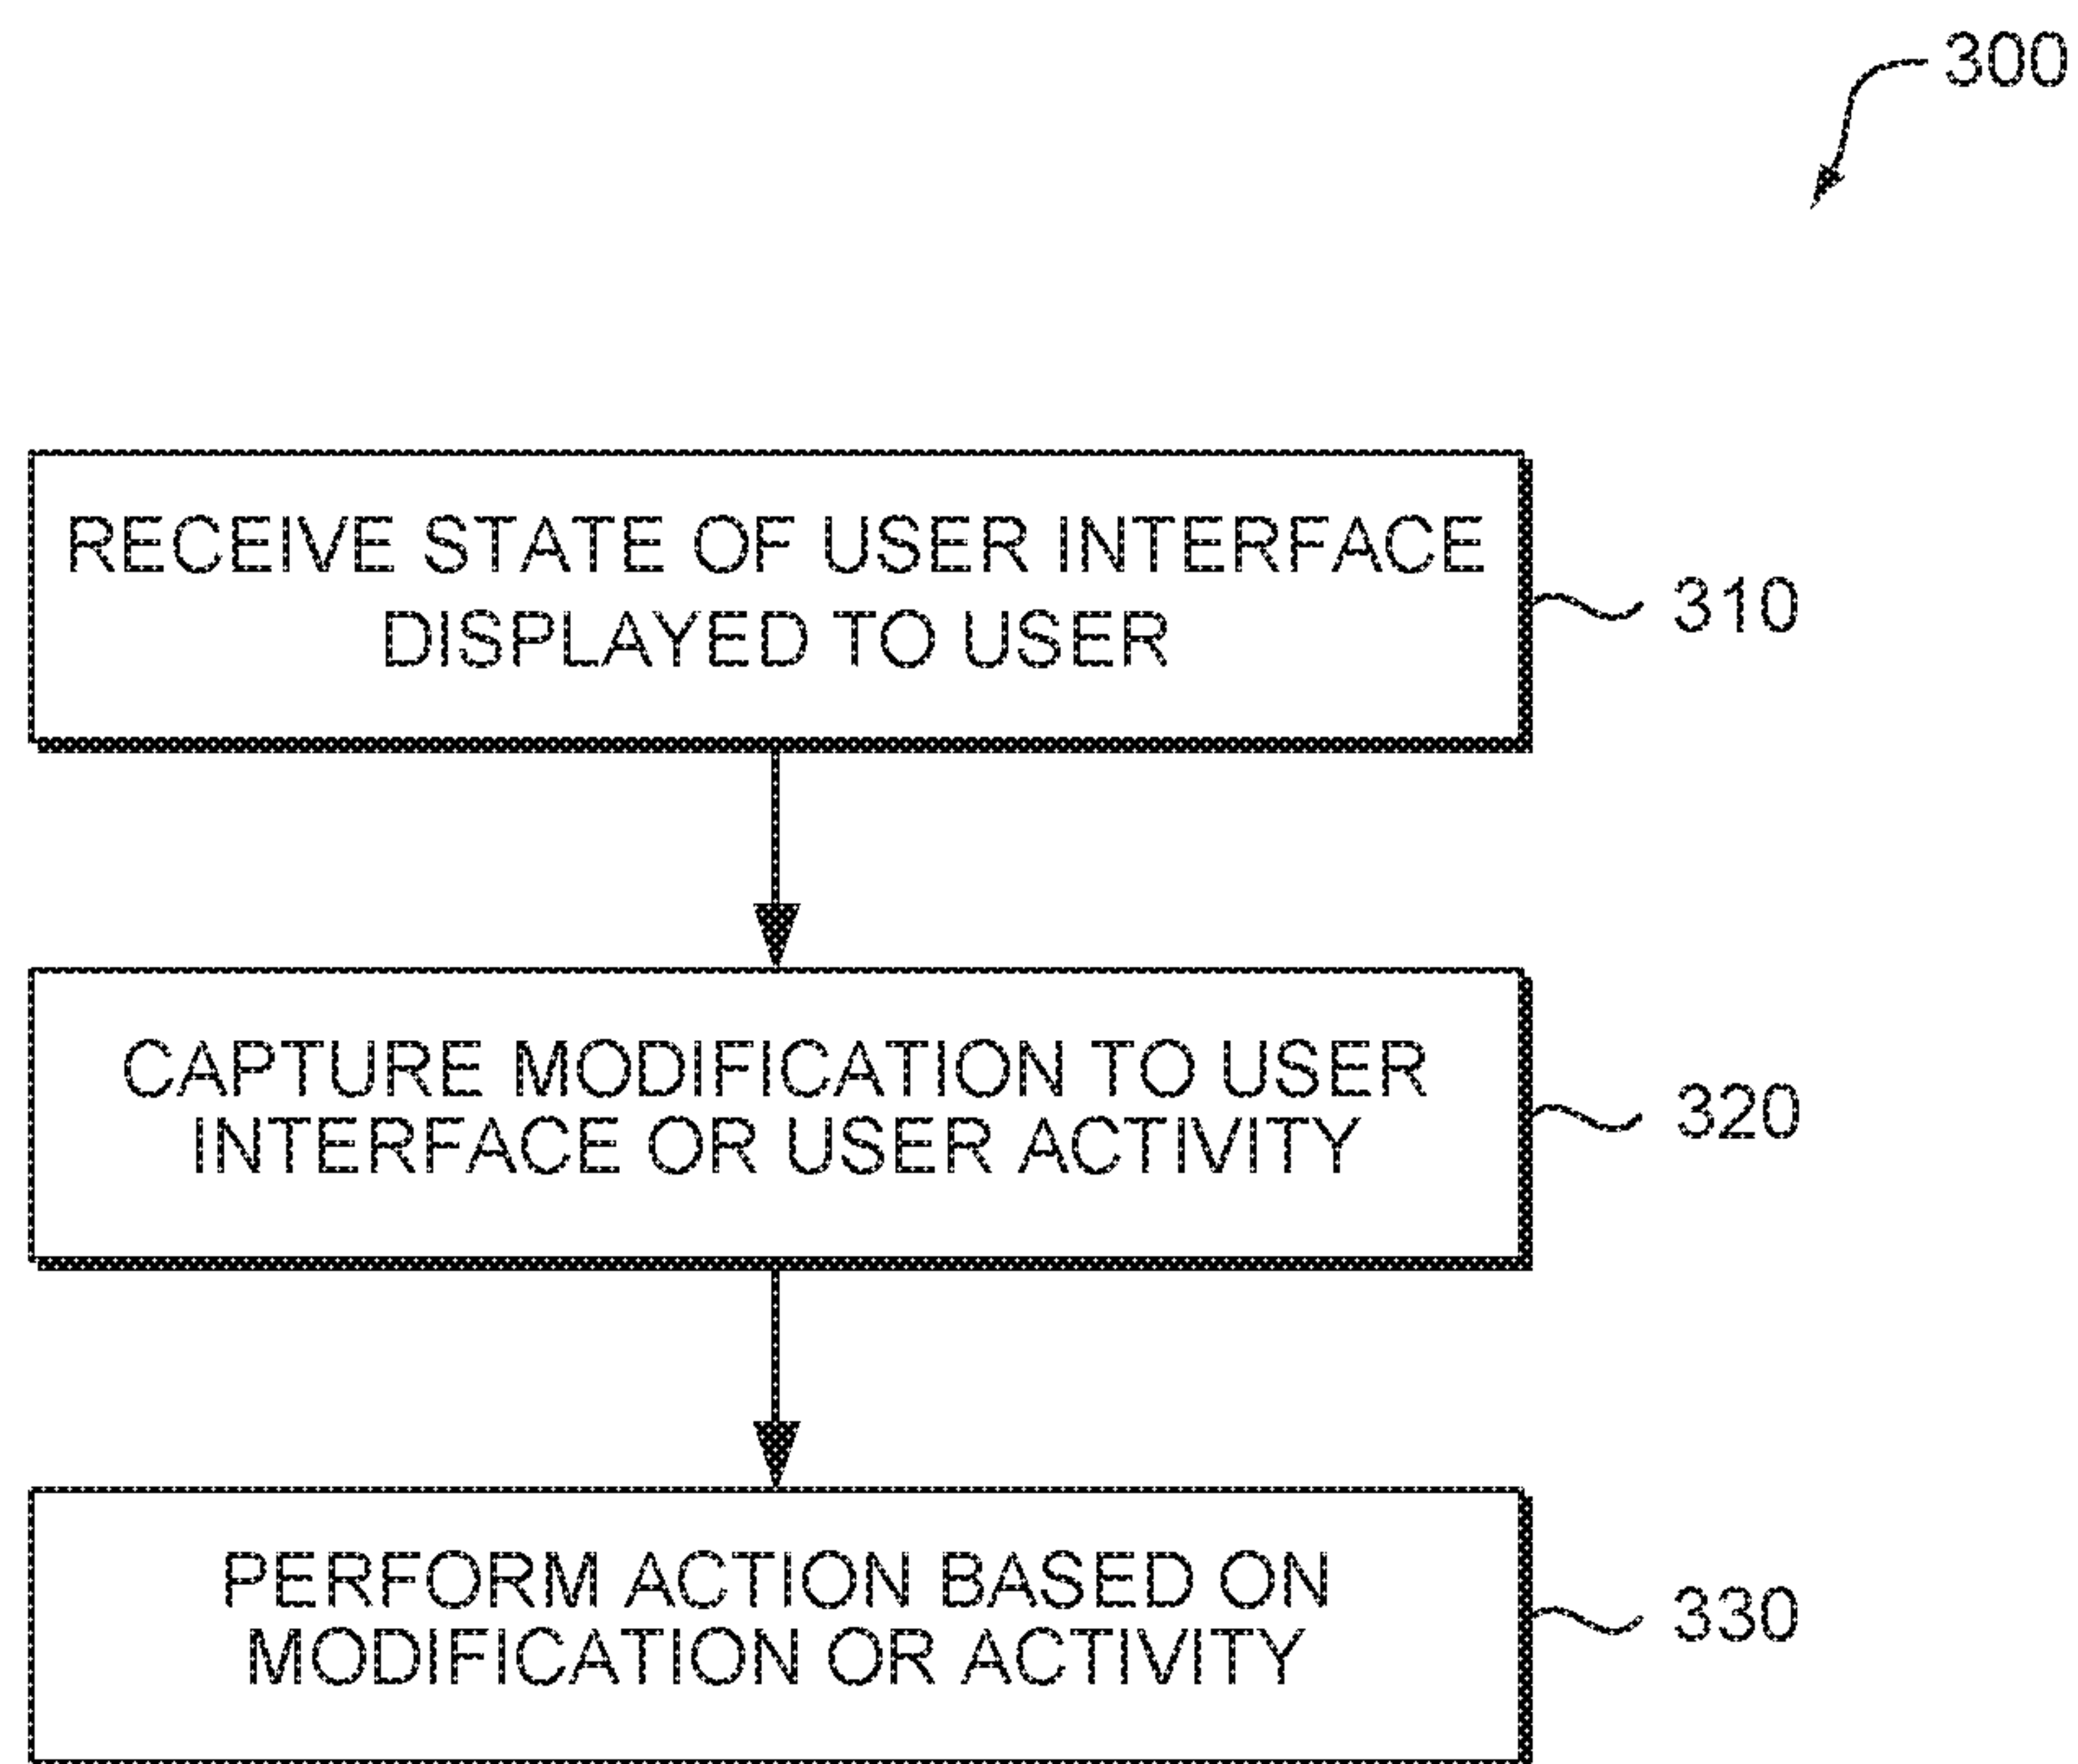 300
RECEIVE STATE OF USER INTERFACE
DISPLAYED TO USER
310
CAPTURE MODIFICATION TO USER
INTERFACE OR USER ACTIVITY
320
PERFORM ACTION BASED ON
MODIFICATION OR ACTIVITY
330